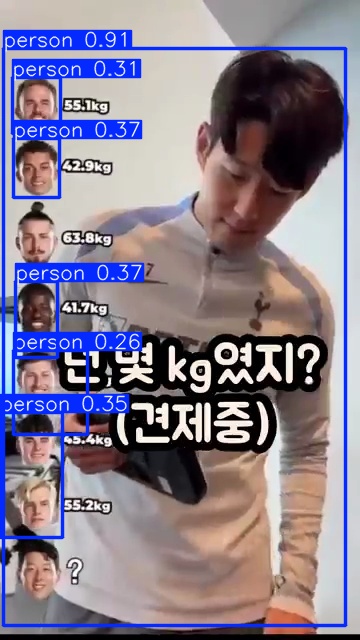 person 0.91
person 0.31
55.1kg
person 0.37
42.9kg
63.8kg
person 0.37
41.7kg
person 0.26
넌 몇 kg였지?
person 0.35
(견제중)
45.4kg
55.2kg
?